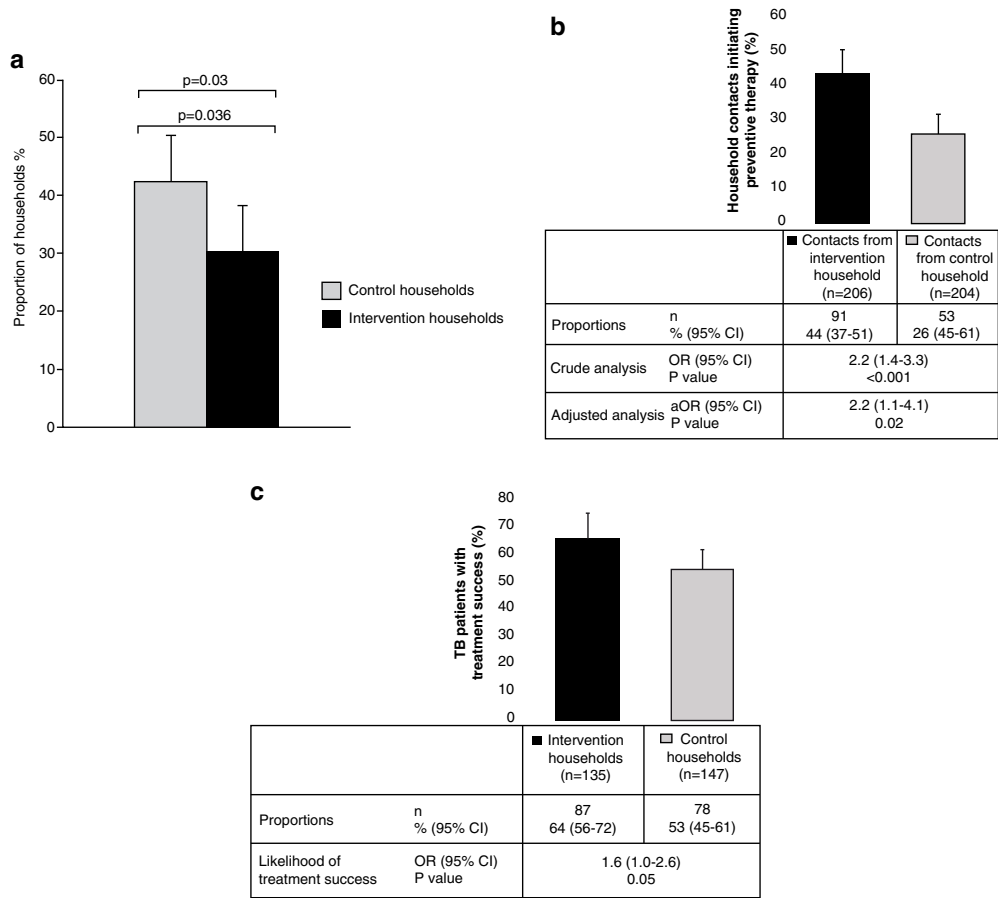 a
60
50
40
30
20
10
0
Proportion of households %
p=0.03
p=0.036
Control households
Intervention households
b
60
50
40
30
20
10
0
Household contacts initiating
preventive therapy (%)
Contacts from
intervention
household
(n=206)
Contacts
from control
household
(n=204)
Proportions
n
% (95% CI)
91
44 (37-51)
53
26 (45-61)
Crude analysis
OR (95% CI)
P value
2.2 (1.4-3.3)
<0.001
Adjusted analysis
aOR (95% CI)
P value
2.2 (1.1-4.1)
0.02
c
80
70
60
50
40
30
20
10
0
TB patients with
treatment success (%)
Intervention
households
(n=135)
Control
households
(n=147)
Proportions
n
% (95% CI)
87
64 (56-72)
78
53 (45-61)
Likelihood of
treatment success
OR (95% CI)
P value
1.6 (1.0-2.6)
0.05